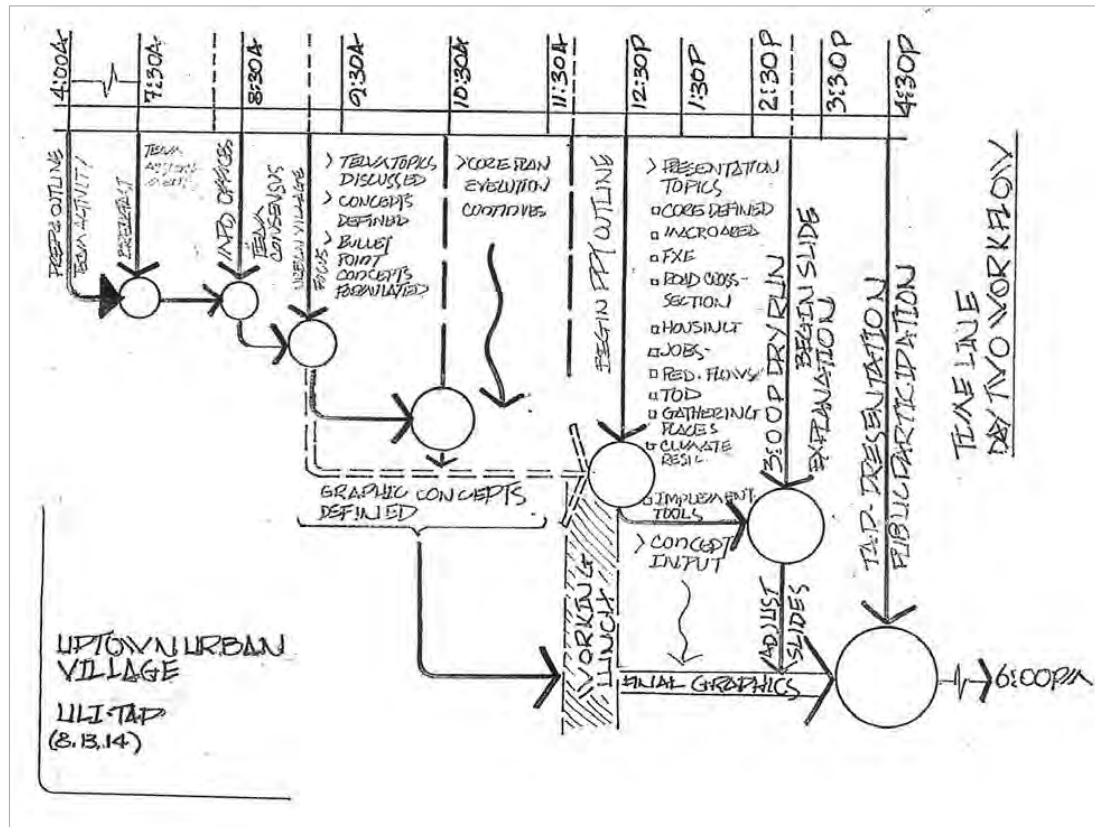 4:00A
7:30A
8:30A
9:30A
10:30A
11:30A
12:30P
1:30P
2:30P
3:30P
4:30P
PREPE OUTLINE
TEAM ACTIVITY
BREAKFAST
TEAM
INFO OFFICES
TEAM
CONSENSUS
URBAN VILLAGE
FOCUS
> TEAM TOPICS
DISCUSSED
> CONCEPTS
DEFINED
> BULLET
POINT
CONCEPTS
FORMULATED
> CORE PLAN
EVOLUTION
CONTINUES
BEGIN PPT OUTLINE
> PRESENTATION
TOPICS
CORE DEFINED
MACRO AREA
FXE
ROAD CROSS-
SECTION
HOUSING
JOBS-
PED. FLOWS
TOD
GATHERING
PLACES
CLIMATE
RESIL.
IMPLEMENT
TOOLS
> CONCEPT
INPUT
3:00P DRY RUN
BEGIN SLIDE
EXPLANATION
TAP-PRESENTATION
PUBLIC PARTICIPATION
TIME LINE
DAY TWO WORKFLOW
GRAPHIC CONCEPTS
DEFINED
WORKING
LUNCH
ADJUST
SLIDES
FINAL GRAPHICS
6:00PM
UPTOWN URBAN
VILLAGE
ULI-TAP
(8.13.14)